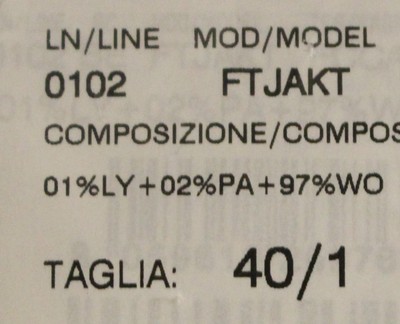 LN/LINE MOD/MODEL
0102 FTJAKT
COMPOSIZIONE/COMPOS
01%LY+02%PA+97%WO
TAGLIA: 40/1